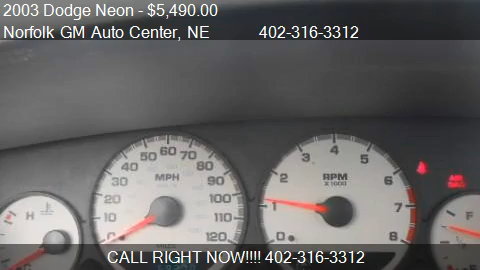 2003 Dodge Neon - $5,490.00
Norfolk GM Auto Center, NE 402-316-3312
0 10 20 30 40 50 60 70 80 90 100 110 120
MPH
1 2 3 4 5 6 7 8
RPM
X 1000
H
F
CALL RIGHT NOW!!!! 402-316-3312